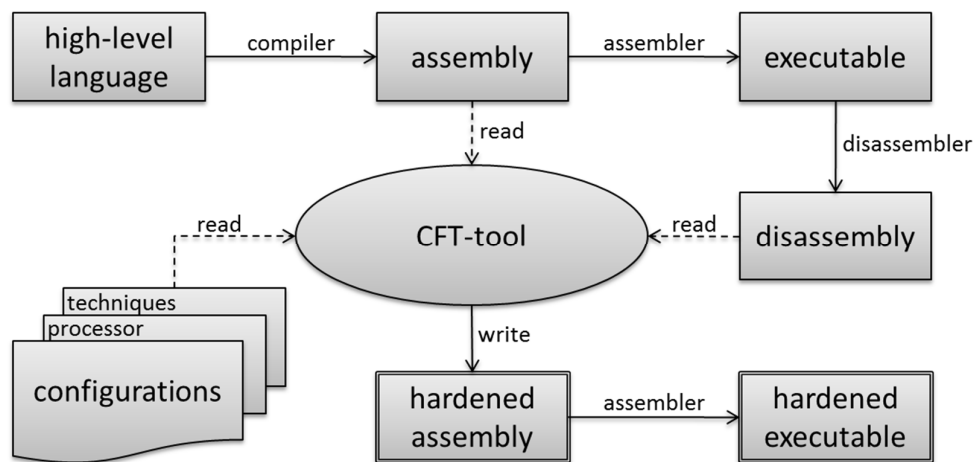 high-level
language
compiler
assembly
assembler
executable
read
disassembler
read
CFT-tool
read
disassembly
techniques
processor
configurations
write
hardened
assembly
assembler
hardened
executable